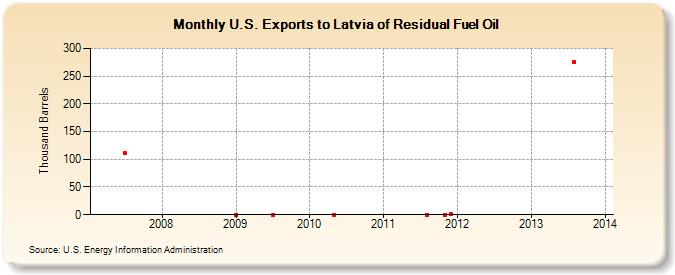 Monthly U.S. Exports to Latvia of Residual Fuel Oil
Thousand Barrels
300
250
200
150
100
50
0
2008 2009 2010 2011 2012 2013 2014
Source: U.S. Energy Information Administration